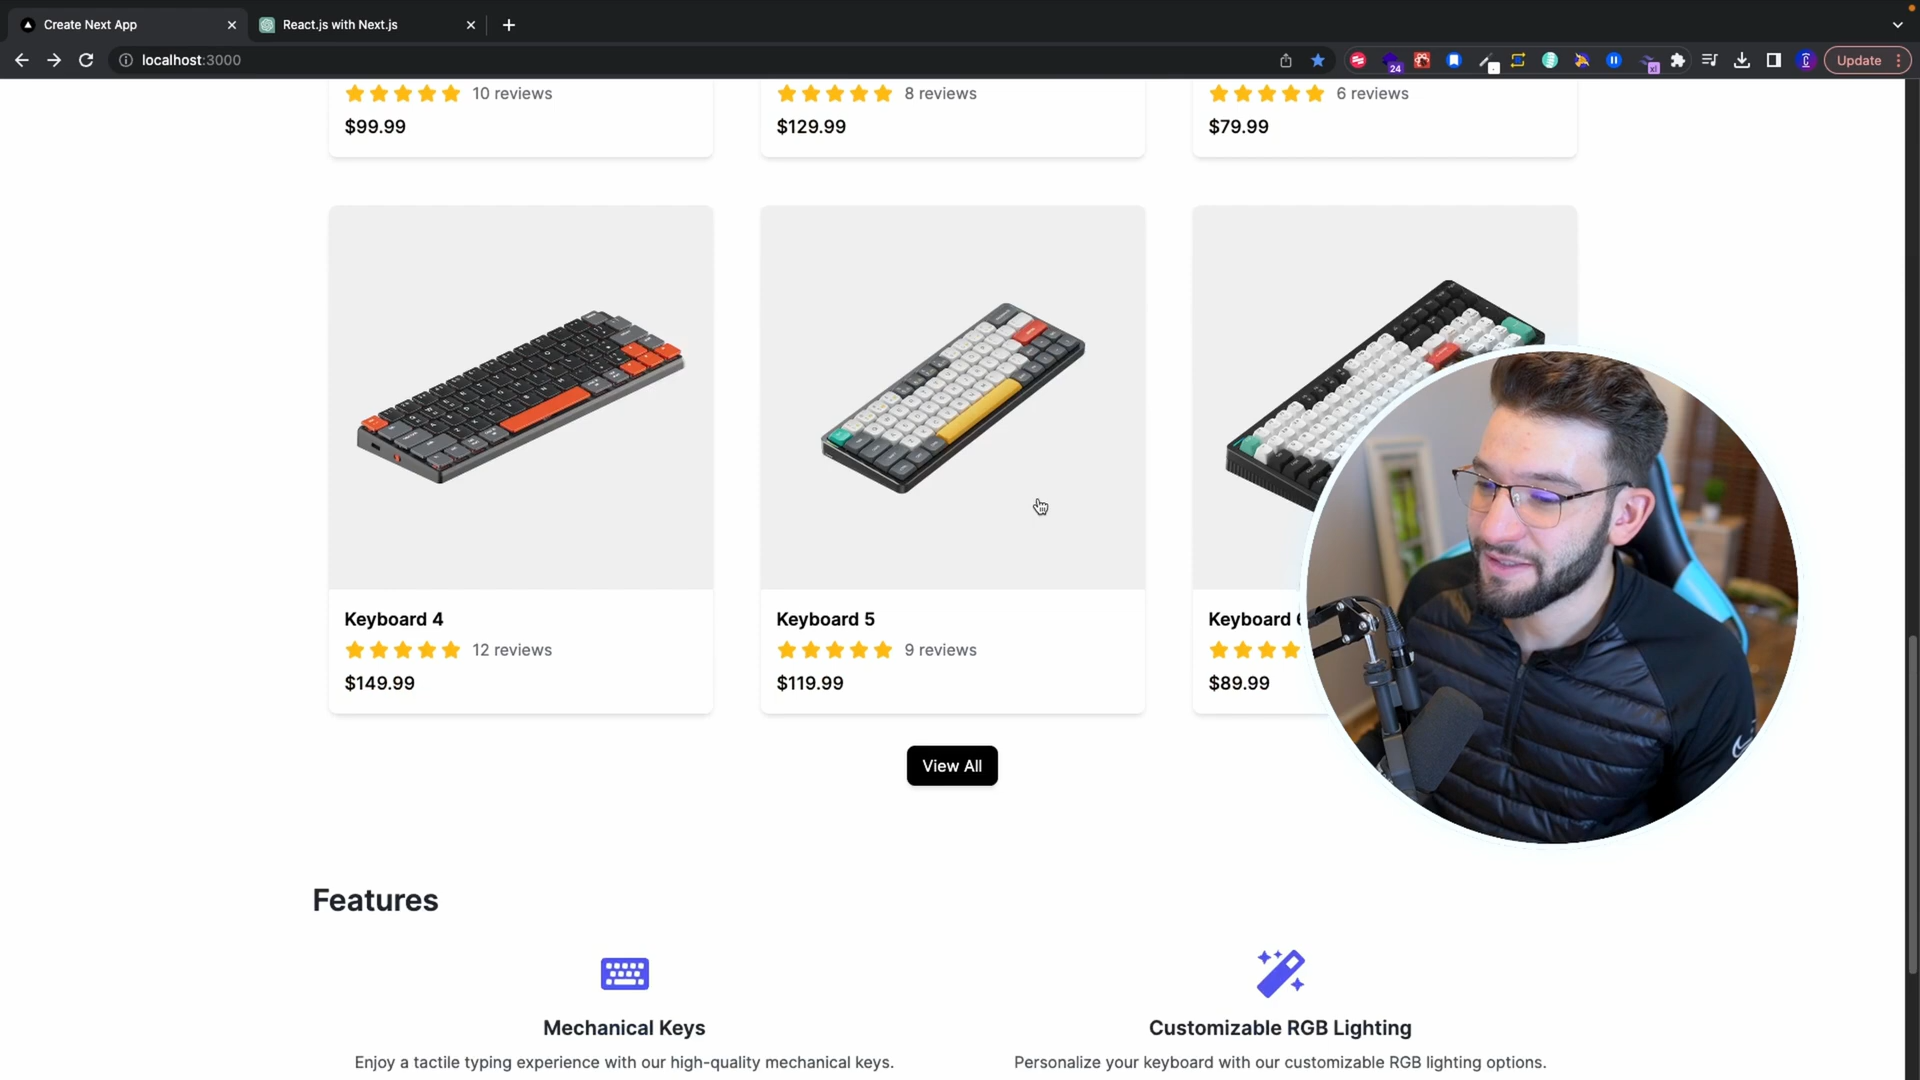 Create Next App
React.js with Next.js
localhost:3000
24
xl
Update
10 reviews
8 reviews
6 reviews
$99.99
$129.99
$79.99
Keyboard 4
Keyboard 5
Keyboard
12 reviews
9 reviews
$149.99
$119.99
$89.99
View All
Features
Mechanical Keys
Customizable RGB Lighting
Enjoy a tactile typing experience with our high-quality mechanical keys.
Personalize your keyboard with our customizable RGB lighting options.